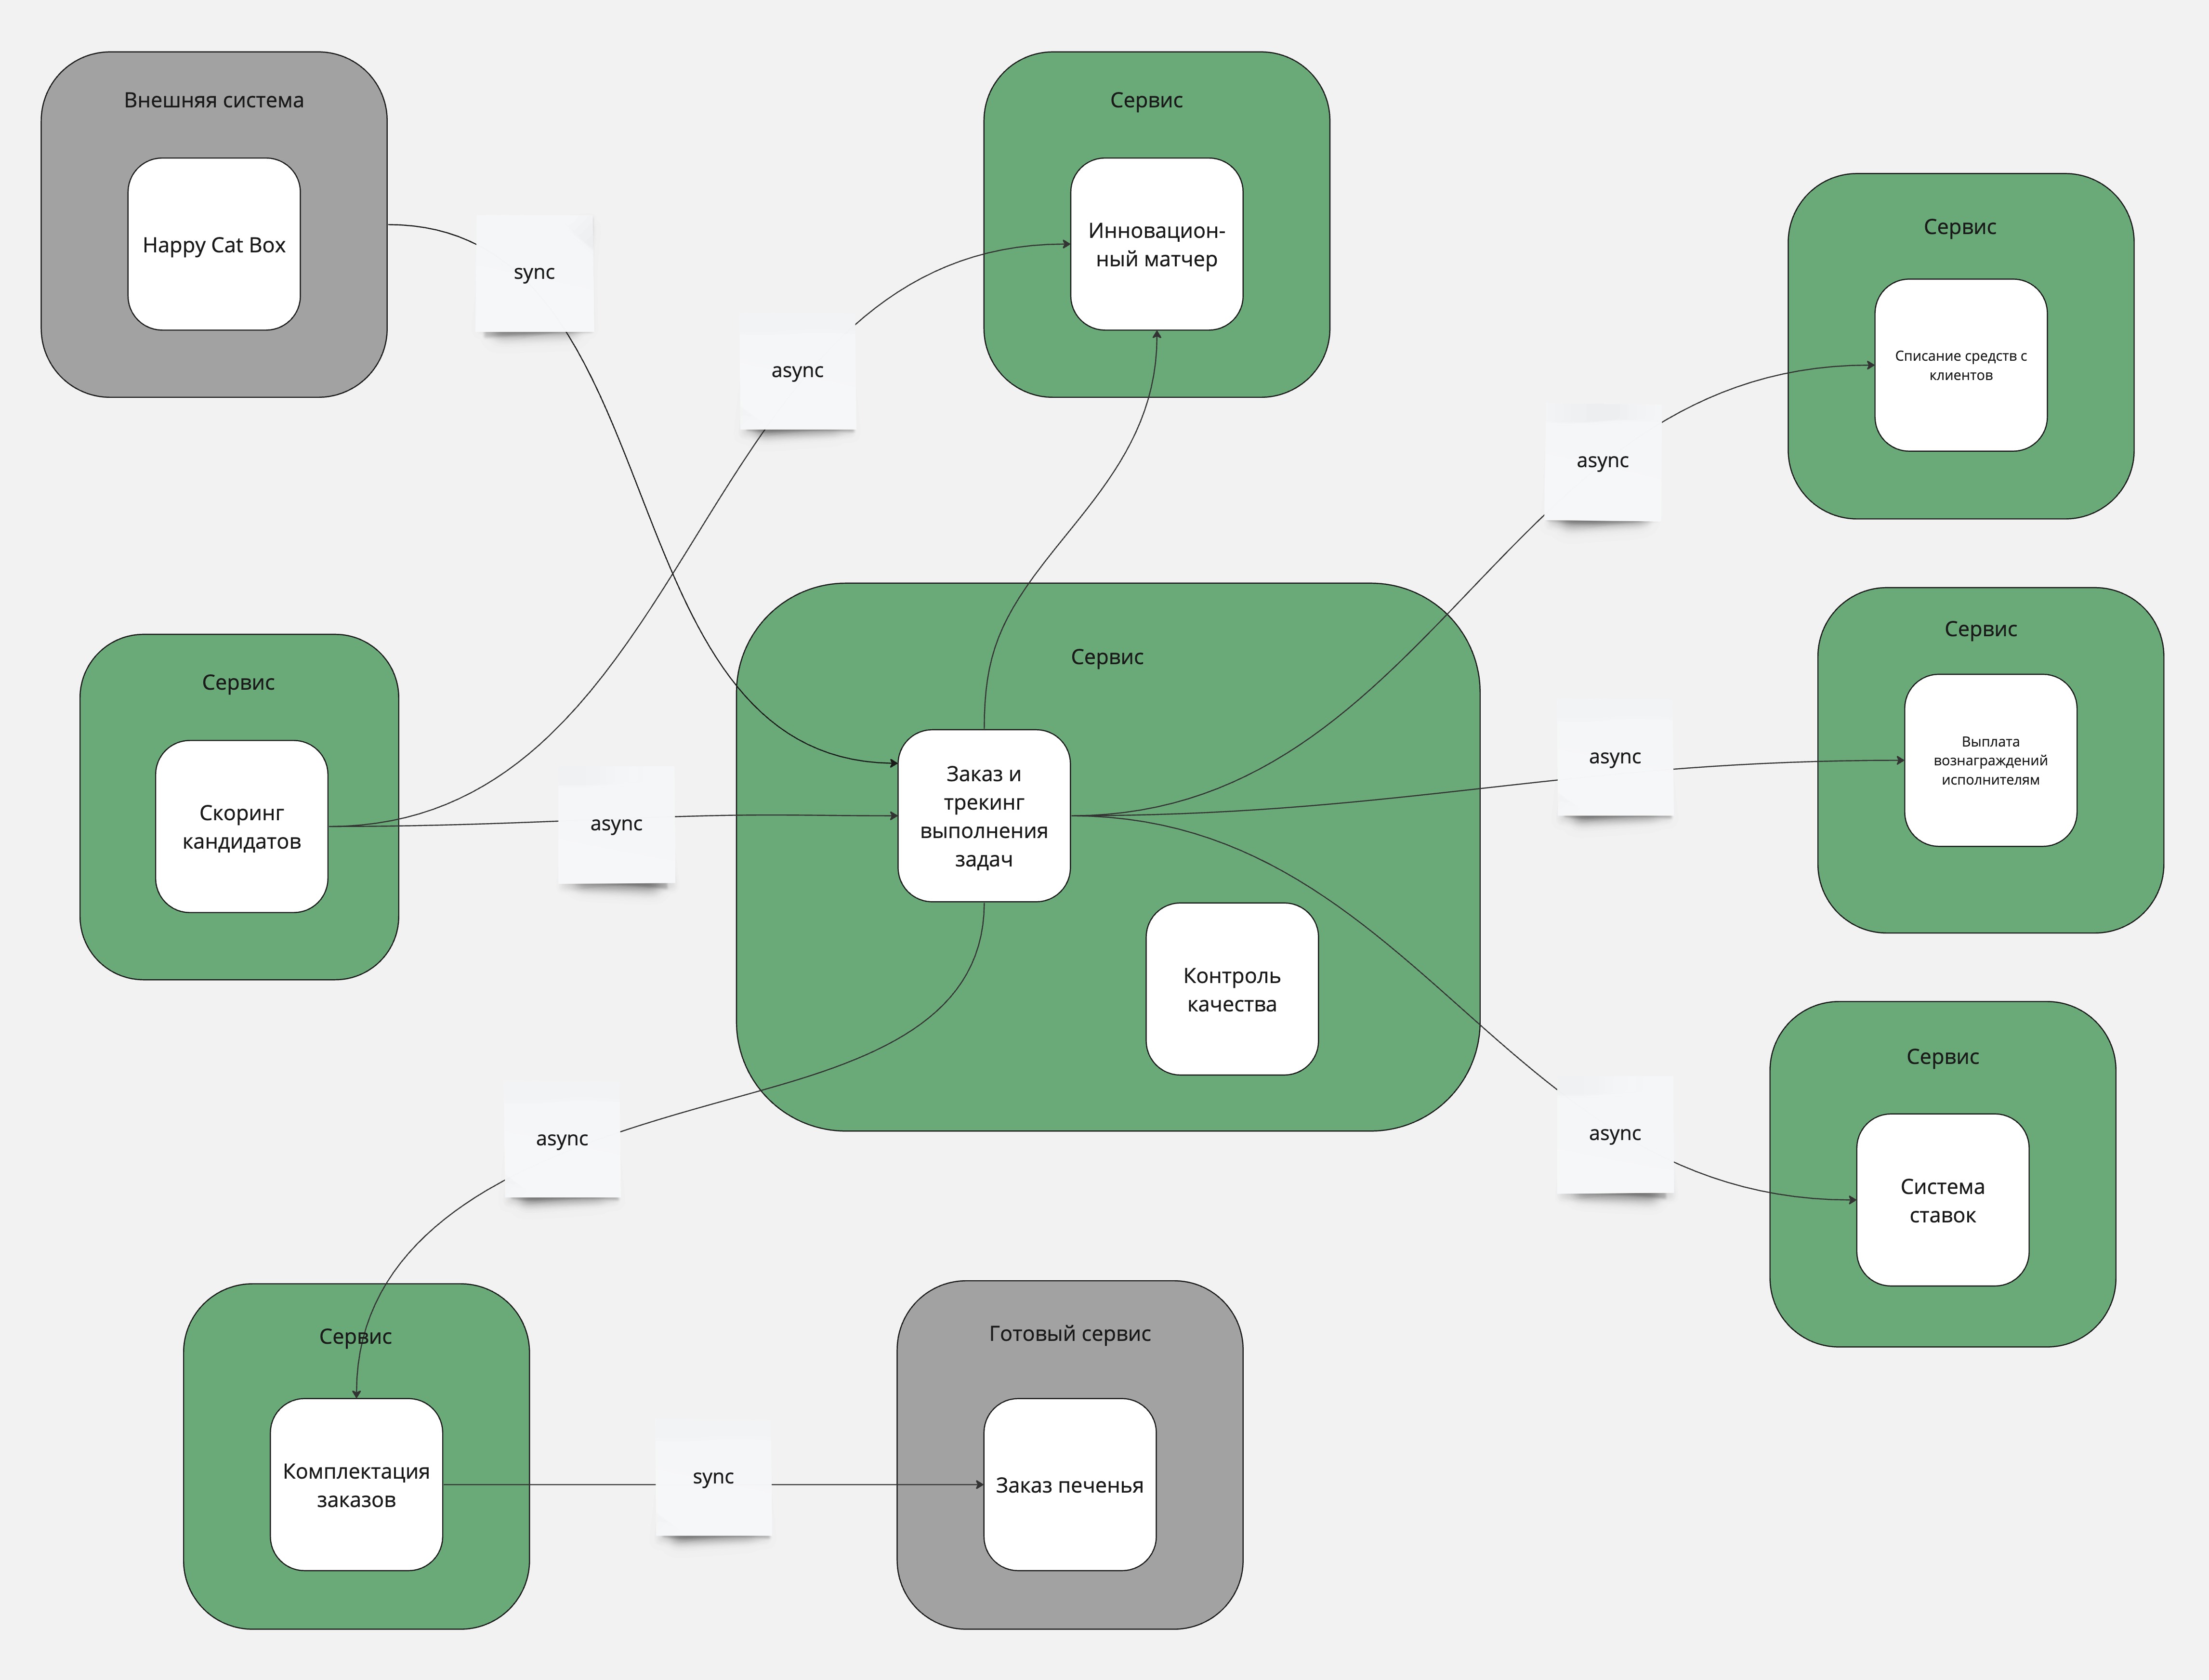 Внешняя система
Happy Cat Box
sync
Сервис
Инновацион-
ный матчер
async
Сервис
Списание средств с
клиентов
async
Сервис
Скоринг
кандидатов
async
Сервис
Заказ и
трекинг
выполнения
задач
Контроль
качества
async
Сервис
Выплата
вознаграждений
исполнителям
async
Сервис
Система
ставок
async
Сервис
Комплектация
заказов
sync
Готовый сервис
Заказ печенья